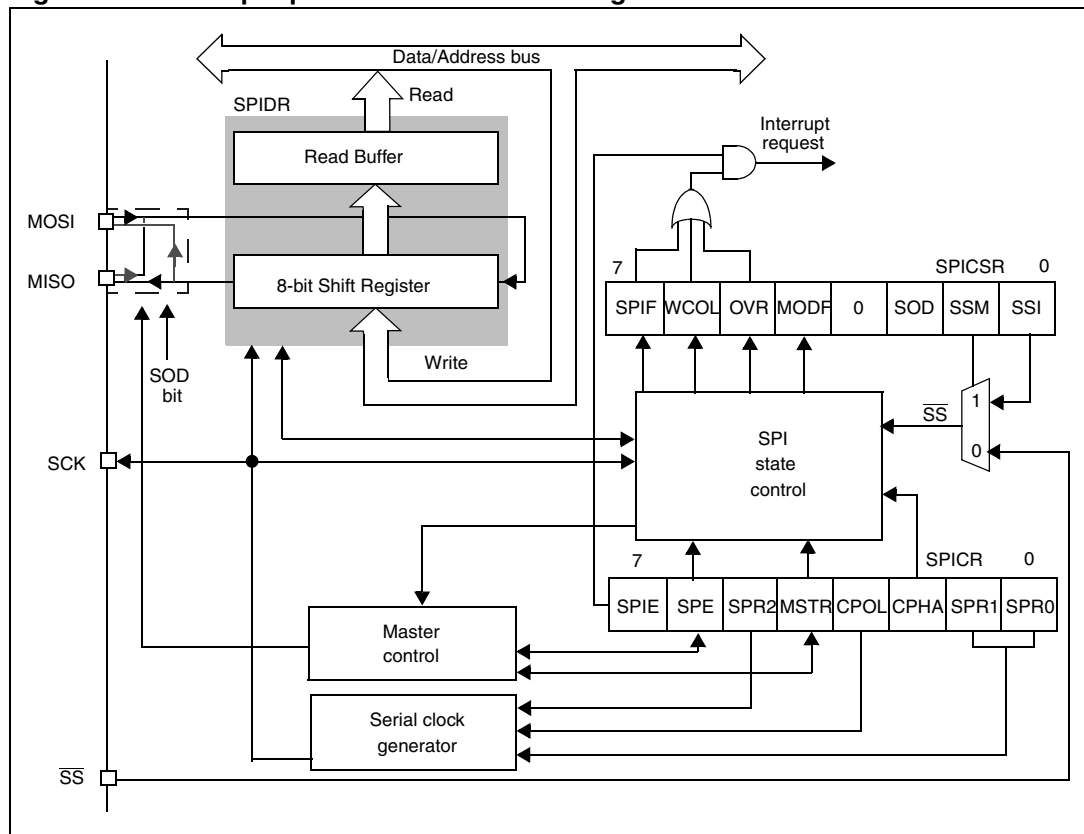 Data/Address bus
SPIDR
Read
Interrupt
request
Read Buffer
MOSI
MISO
8-bit Shift Register
7
SPICSR
0
SPIF WCOL OVR MODF 0 SOD SSM SSI
Write
SOD
bit
1
SS
0
SCK
SPI
state
control
7
SPICR
0
SPIE SPE SPR2 MSTR CPOL CPHA SPR1 SPR0
Master
control
Serial clock
generator
SS